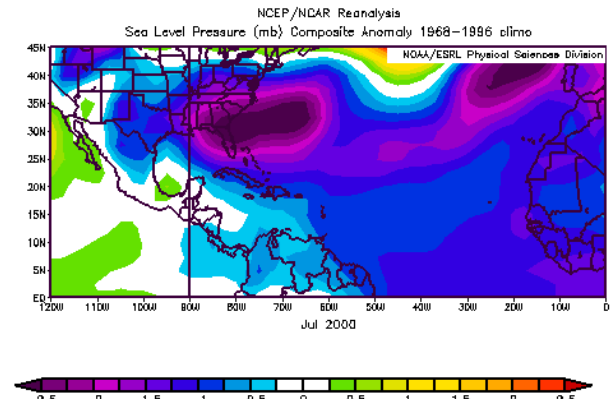 NCEP/NCAR Reanalysis
Sea Level Pressure (mb) Composite Anomaly 1968-1996 climo
NOAA/ESRL Physical Sciences Division
45N
40N
35N
30N
25N
20N
15N
10N
5N
EQ
120W 110W 100W 90W 80W 70W 60W 50W 40W 30W 20W 10W 0
Jul 2000